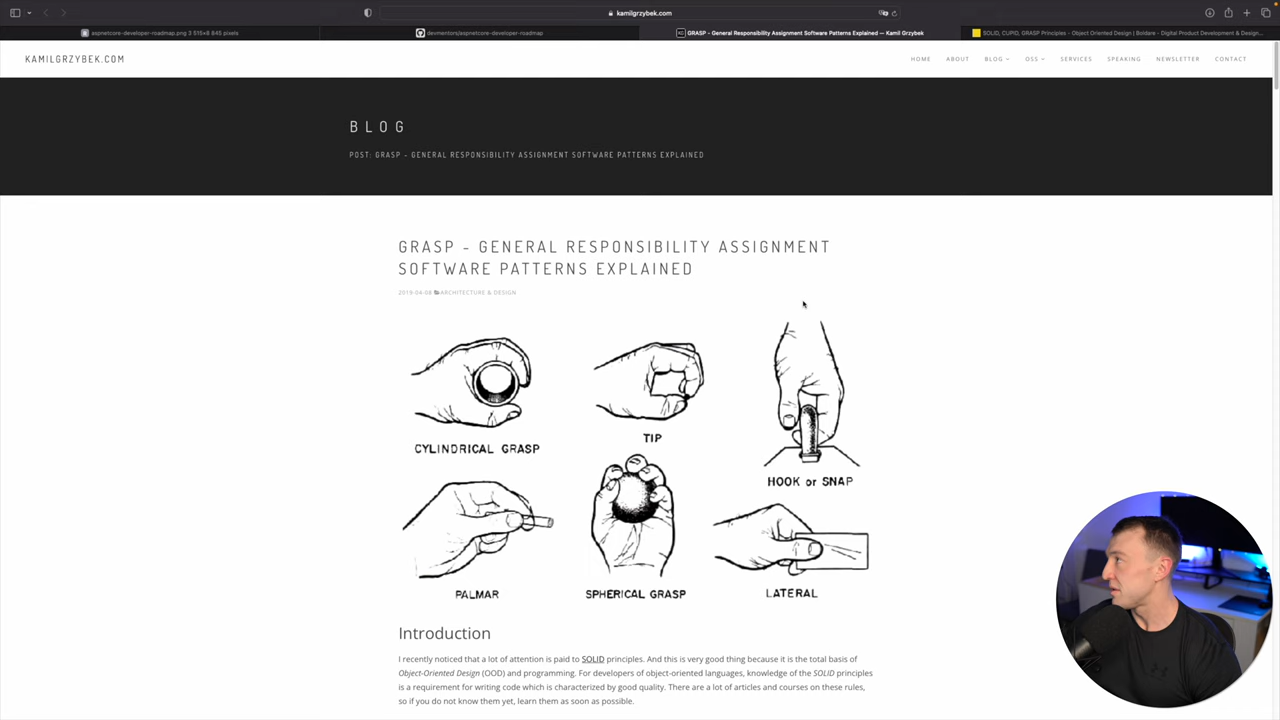 kamilgrzybek.com
aspnetcore-developer-roadmap.png 3 515×8 845 pixels
devmentors/aspnetcore-developer-roadmap
GRASP - General Responsibility Assignment Software Patterns Explained — Kamil Grzybek
SOLID, CUPID, GRASP Principles - Object Oriented Design | Boldare - Digital Product Development & Design...
KAMILGRZYBEK.COM
HOME
ABOUT
BLOG
OSS
SERVICES
SPEAKING
NEWSLETTER
CONTACT
BLOG
POST: GRASP - GENERAL RESPONSIBILITY ASSIGNMENT SOFTWARE PATTERNS EXPLAINED
GRASP - GENERAL RESPONSIBILITY ASSIGNMENT
SOFTWARE PATTERNS EXPLAINED
2019-04-08 ARCHITECTURE & DESIGN
CYLINDRICAL GRASP
TIP
HOOK or SNAP
PALMAR
SPHERICAL GRASP
LATERAL
Introduction
I recently noticed that a lot of attention is paid to SOLID principles. And this is very good thing because it is the total basis of
Object-Oriented Design (OOD) and programming. For developers of object-oriented languages, knowledge of the SOLID principles
is a requirement for writing code which is characterized by good quality. There are a lot of articles and courses on these rules,
so if you do not know them yet, learn them as soon as possible.